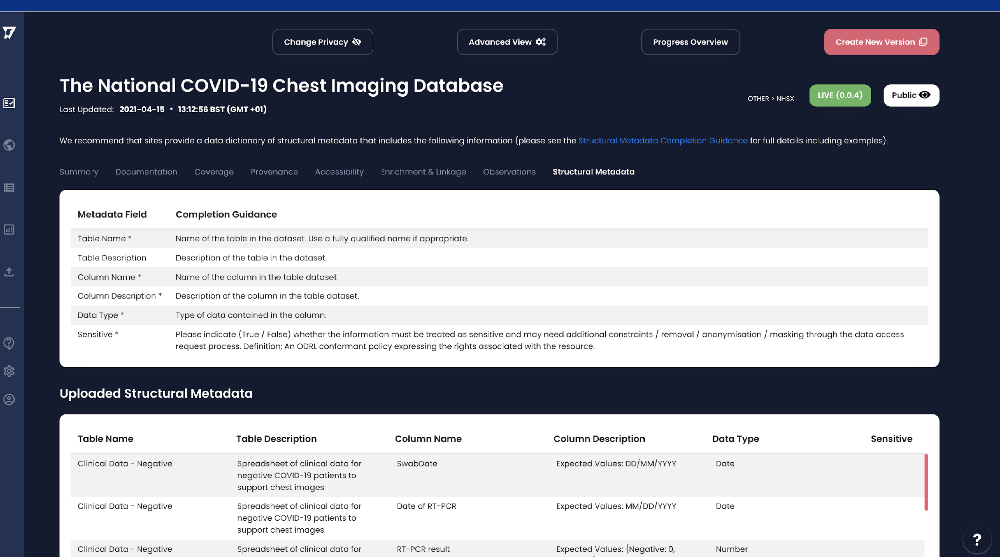 Change Privacy
Advanced View
Progress Overview
Create New Version
The National COVID-19 Chest Imaging Database
Last Updated: 2021-04-15 • 13:12:56 BST (GMT +01)
OTHER > NHSX
LIVE (0.0.4)
Public
We recommend that sites provide a data dictionary of structural metadata that includes the following information (please see the Structural Metadata Completion Guidance for full details including examples).
Summary Documentation Coverage Provenance Accessibility Enrichment & Linkage Observations Structural Metadata
Metadata Field Completion Guidance
Table Name * Name of the table in the dataset. Use a fully qualified name if appropriate.
Table Description Description of the table in the dataset.
Column Name * Name of the column in the table dataset
Column Description * Description of the column in the table dataset.
Data Type * Type of data contained in the column.
Sensitive * Please indicate (True / False) whether the information must be treated as sensitive and may need additional constraints / removal / anonymisation / masking through the data access
request process. Definition: An ODRL conformant policy expressing the rights associated with the resource.
Uploaded Structural Metadata
Table Name Table Description Column Name Column Description Data Type Sensitive
Clinical Data - Negative Spreadsheet of clinical data for SwabDate Expected Values: DD/MM/YYYY Date
negative COVID-19 patients to
support chest images
Clinical Data - Negative Spreadsheet of clinical data for Date of RT-PCR Expected Values: MM/DD/YYYY Date
negative COVID-19 patients to
support chest images
Clinical Data - Negative Spreadsheet of clinical data for RT-PCR result Expected Values: {Negative: 0, Number
?